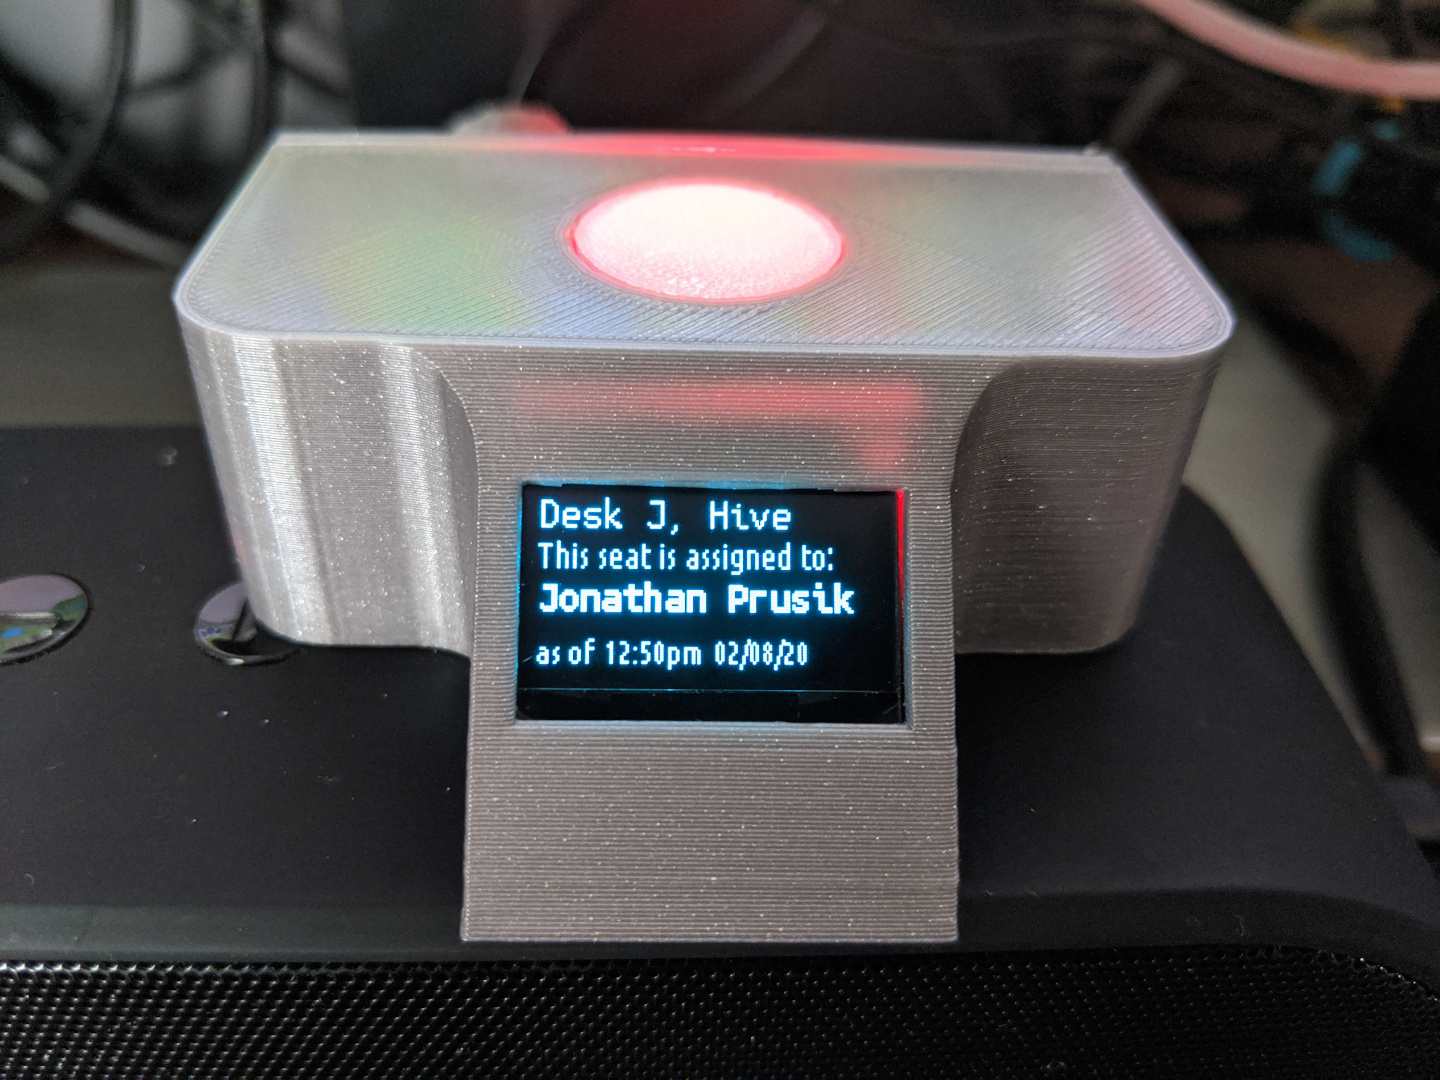 Desk J, Hive
This seat is assigned to:
Jonathan Prusik
as of 12:50pm 02/08/20